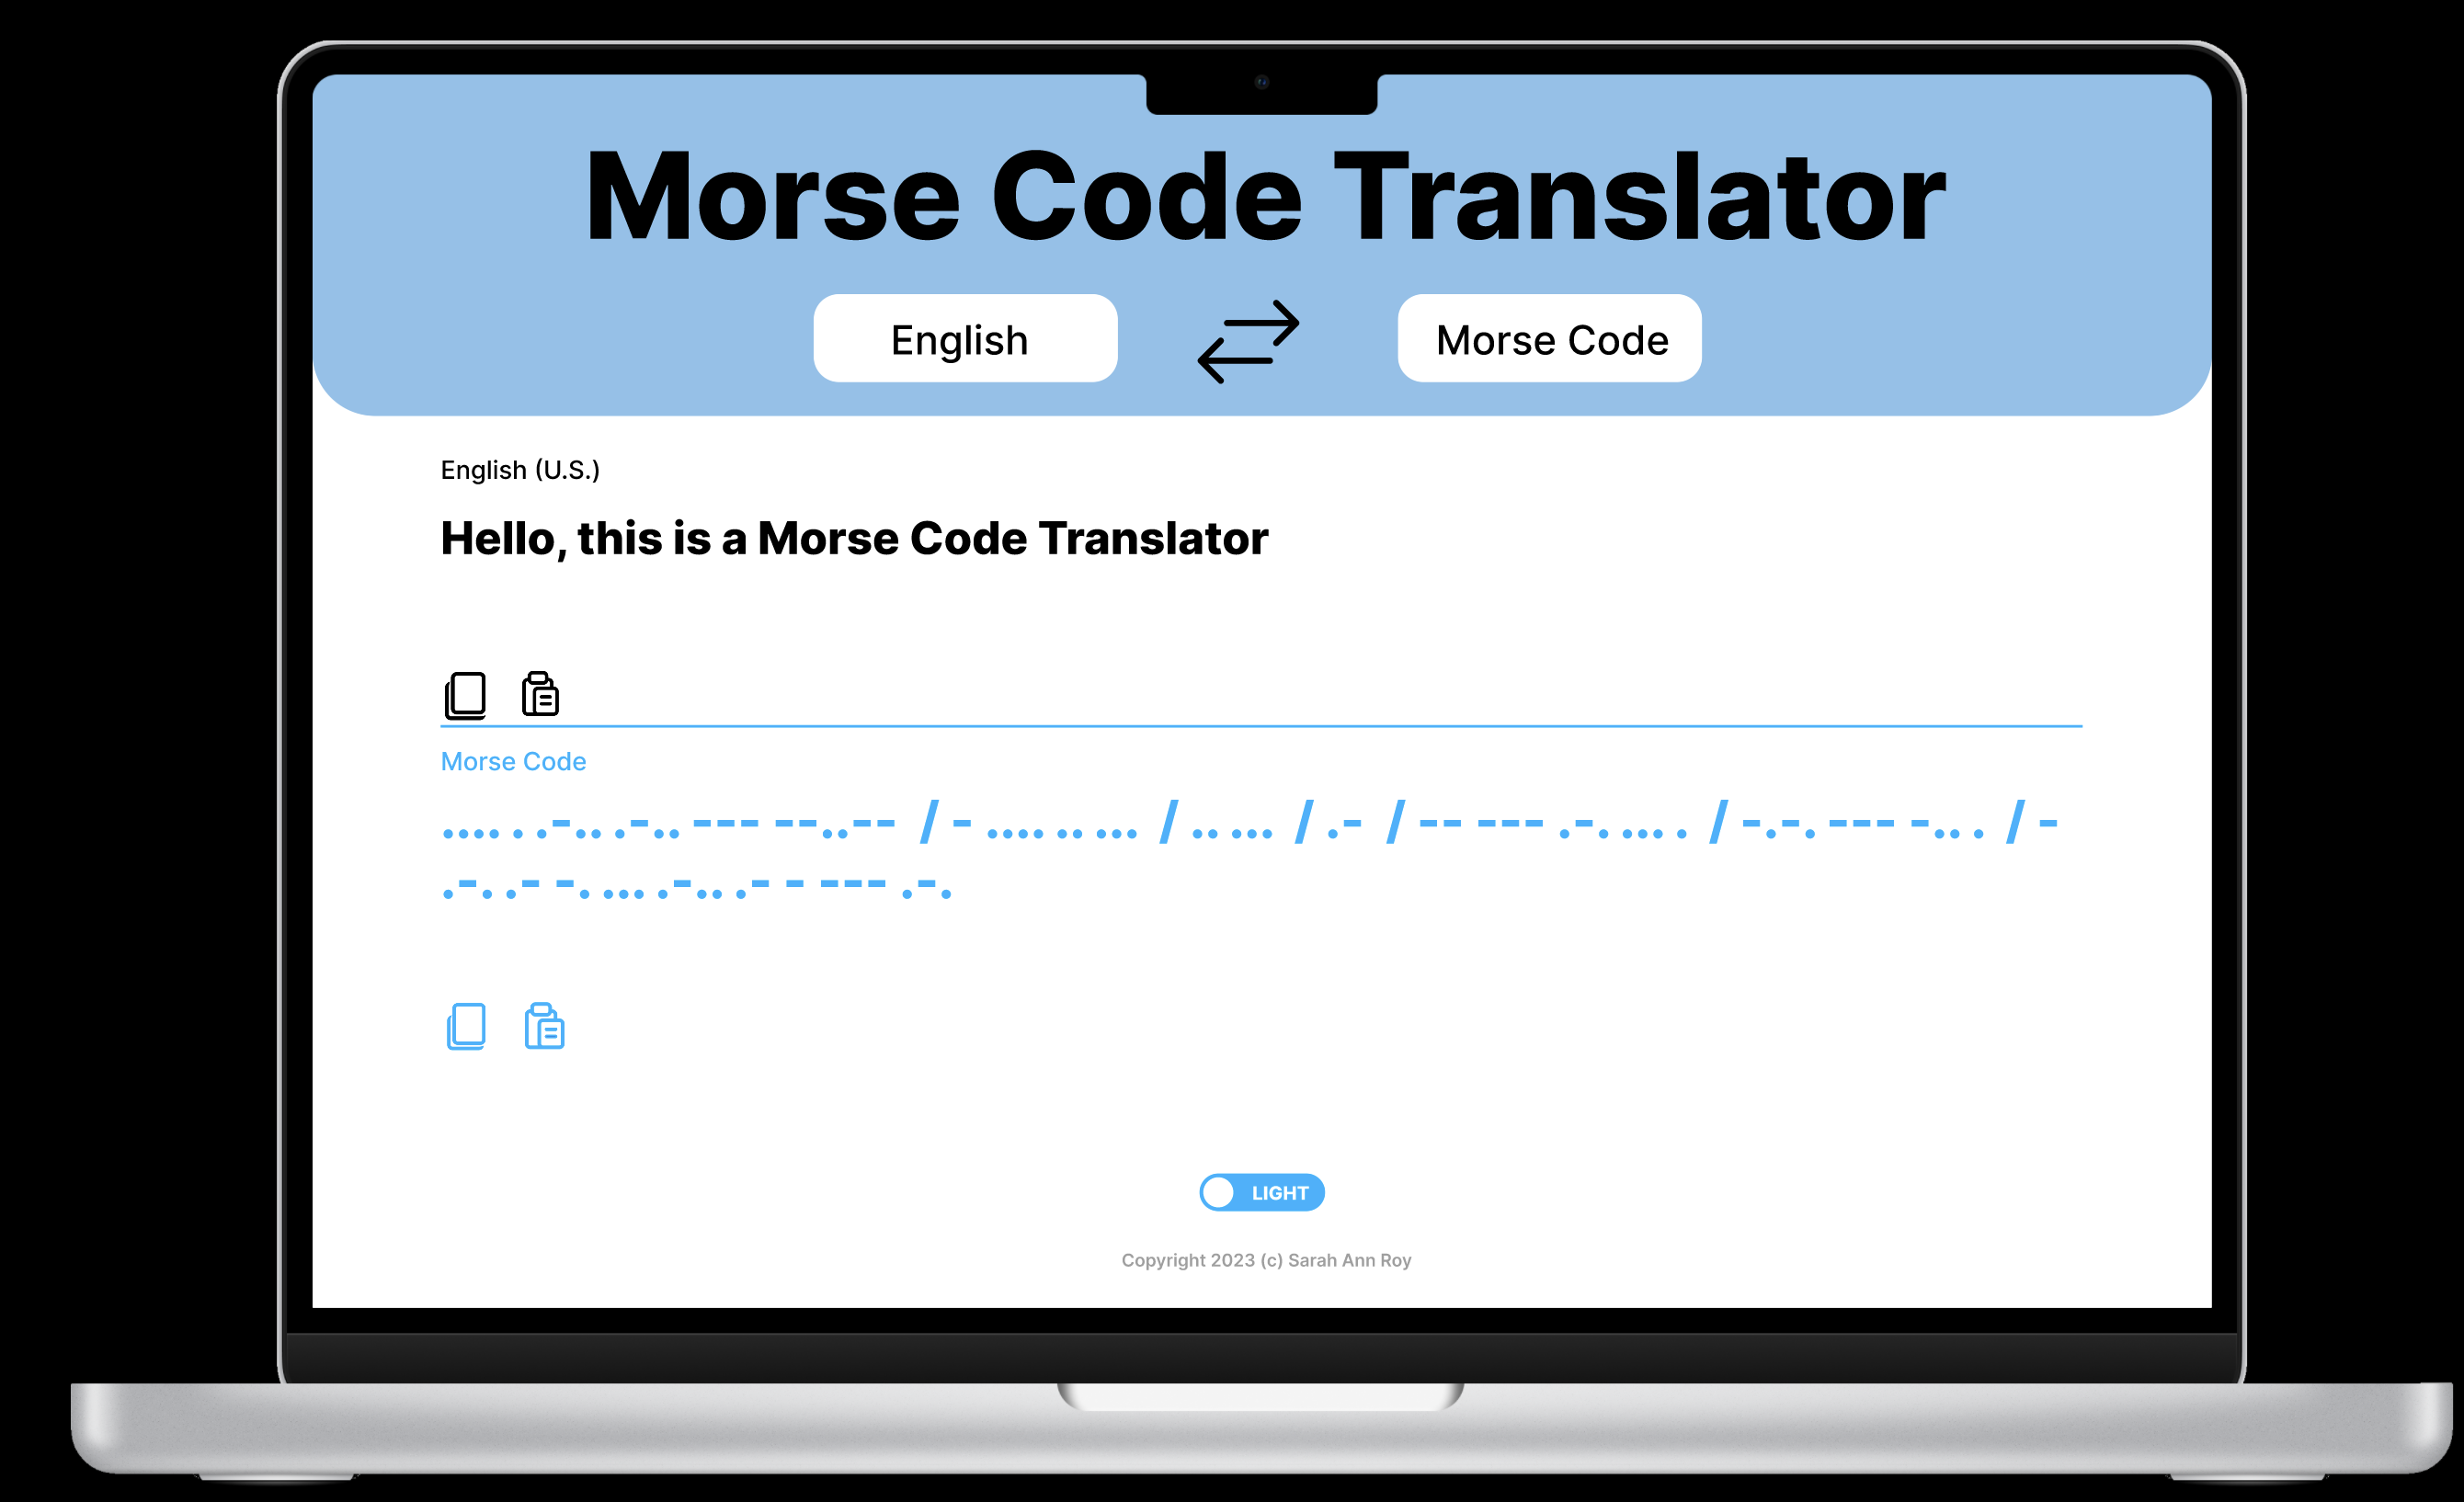 Morse Code Translator
English
Morse Code
English (U.S.)
Hello, this is a Morse Code Translator
Morse Code
.... . .-.. .-.. --- --..-- / - .... .. ... / .. ... / .- / -- --- .-. ... . / -.-. --- -.. . / -
.-. .- -. ... .-.. .- - --- .-.
LIGHT
Copyright 2023 (c) Sarah Ann Roy